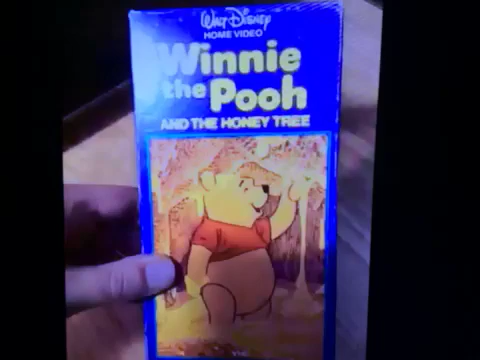 Walt Disney
HOME VIDEO
Winnie
the Pooh
AND THE HONEY TREE